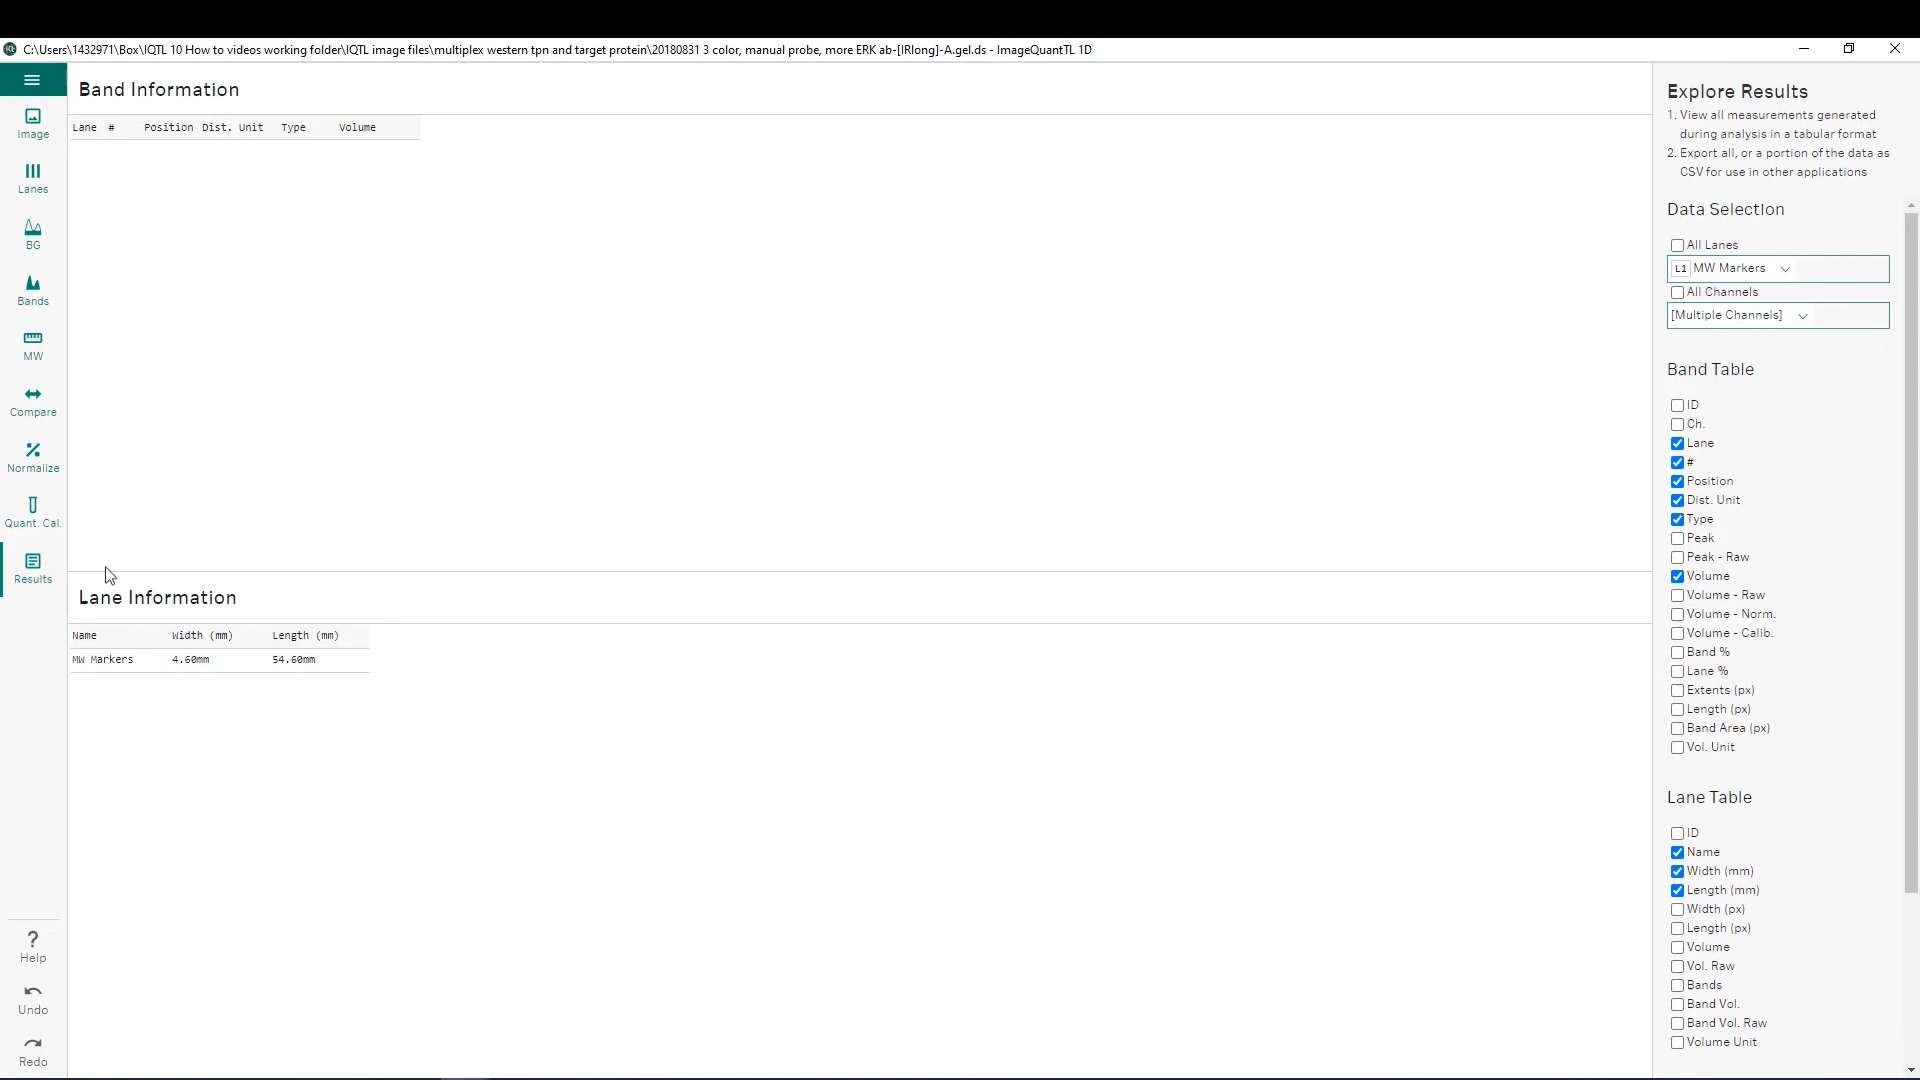 C:\Users\1432971\Box\IQTL 10 How to videos working folder\IQTL image files\multiplex western tpn and target protein\20180831 3 color, manual probe, more ERK ab-[IRlong]-A.gel.ds - ImageQuantTL 1D
Image
Lanes
BG
Bands
MW
Compare
Normalize
Quant. Cal.
Results
Help
Undo
Redo
Band Information
Lane # Position Dist. Unit Type Volume
Lane Information
Name Width (mm) Length (mm)
MW Markers 4.60mm 54.60mm
Explore Results
1. View all measurements generated
during analysis in a tabular format
2. Export all, or a portion of the data as
CSV for use in other applications
Data Selection
All Lanes
L1 MW Markers
All Channels
[Multiple Channels]
Band Table
ID
Ch.
Lane
#
Position
Dist. Unit
Type
Peak
Peak - Raw
Volume
Volume - Raw
Volume - Norm.
Volume - Calib.
Band %
Lane %
Extents (px)
Length (px)
Band Area (px)
Vol. Unit
Lane Table
ID
Name
Width (mm)
Length (mm)
Width (px)
Length (px)
Volume
Vol. Raw
Bands
Band Vol.
Band Vol. Raw
Volume Unit